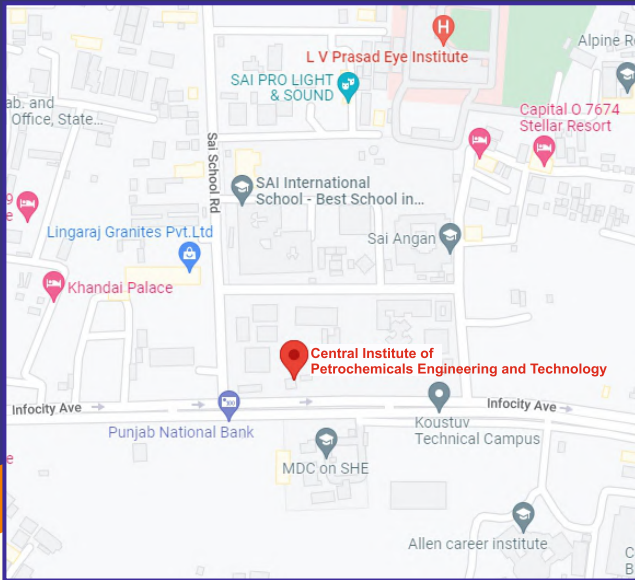 H
L V Prasad Eye Institute
Alpine R
SAI PRO LIGHT
& SOUND
ab. and
Office, State...
Capital O 7674
Stellar Resort
Sai School Rd
SAI International
School - Best School in...
9
e
Sai Angan
Lingaraj Granites Pvt.Ltd
Khandai Palace
Central Institute of
Petrochemicals Engineering and Technology
Infocity Ave
Infocity Ave
Punjab National Bank
Koustuv
Technical Campus
e
MDC on SHE
Allen career institute
C
B